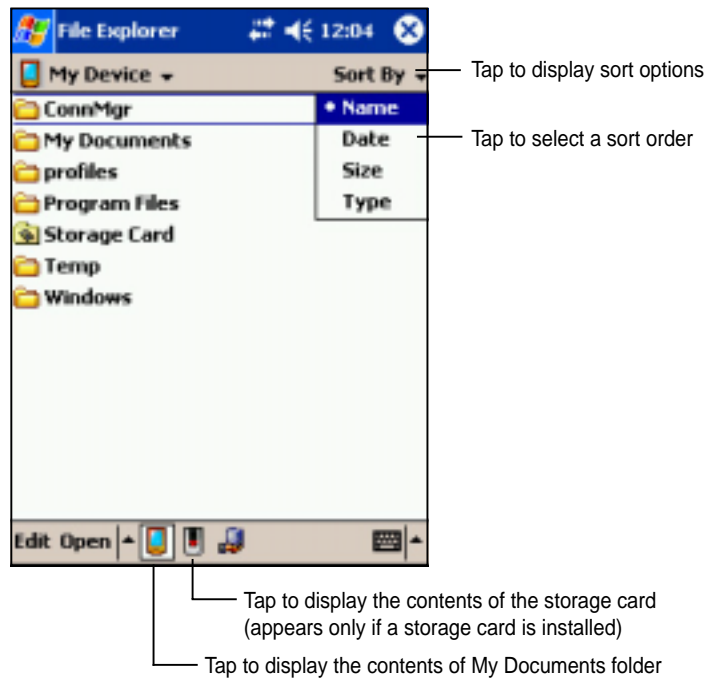 File Explorer 12:04
My Device Sort By
Tap to display sort options
ConnMgr
My Documents
profiles
Program Files
Storage Card
Temp
Windows
Name
Date
Size
Type
Tap to select a sort order
Edit Open
Tap to display the contents of the storage card
(appears only if a storage card is installed)
Tap to display the contents of My Documents folder